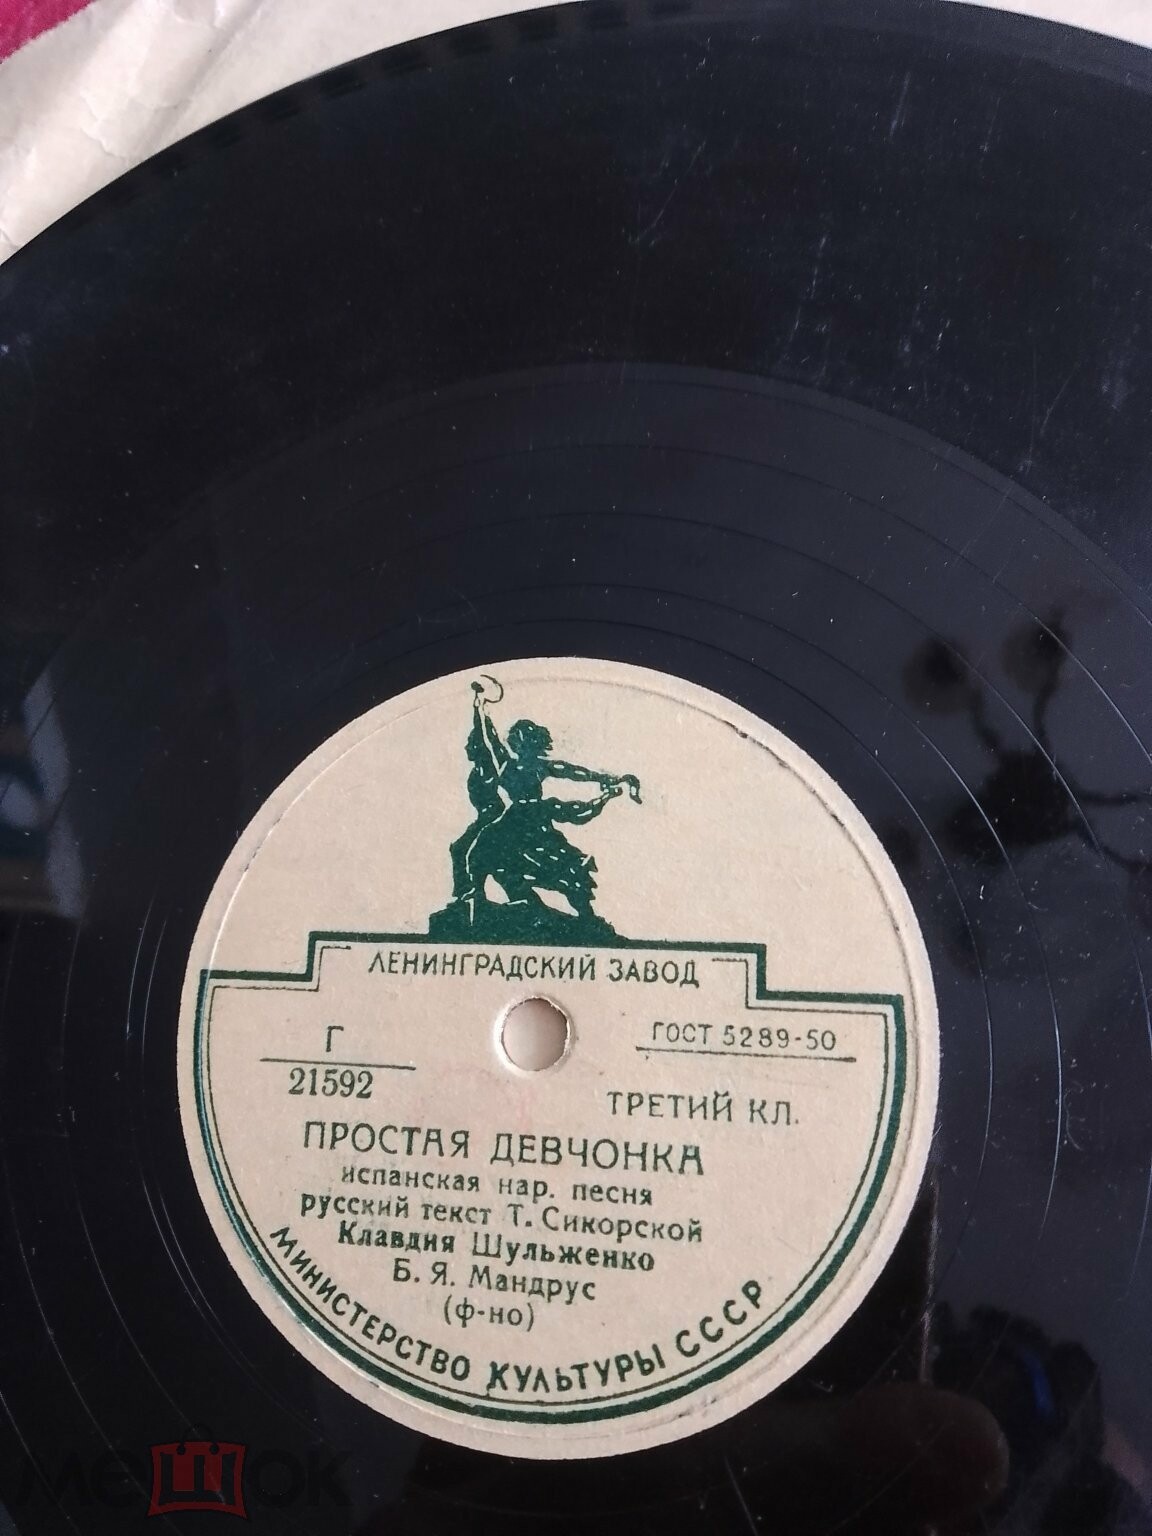 ЛЕНИНГРАДСКИЙ ЗАВОД
Г
21592
ГОСТ 5289-50
ТРЕТИЙ КЛ.
ПРОСТАЯ ДЕВЧОНКА
испанская нар. песня
русский текст Т. Сикорской
Клавдия Шульженко
Б. Я. Мандрус
(ф-но)
МИНИСТЕРСТВО КУЛЬТУРЫ СССР
мешок